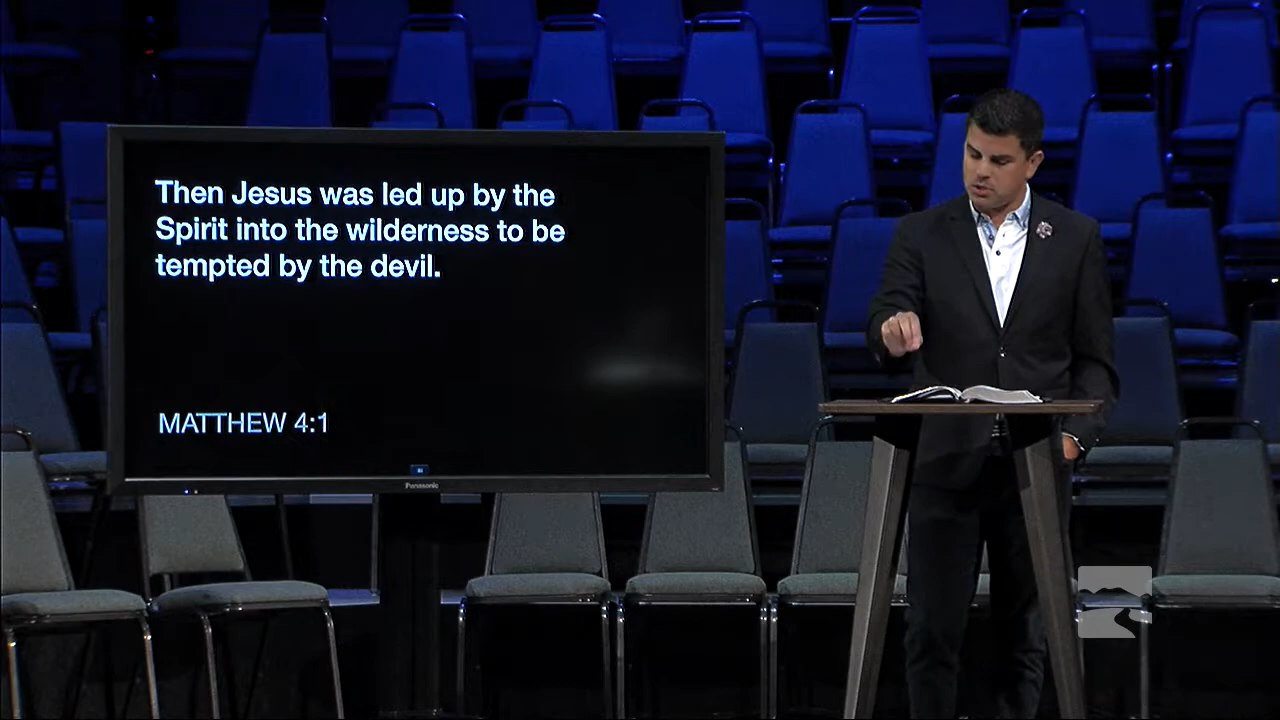 Then Jesus was led up by the
Spirit into the wilderness to be
tempted by the devil.
MATTHEW 4:1
Panasonic